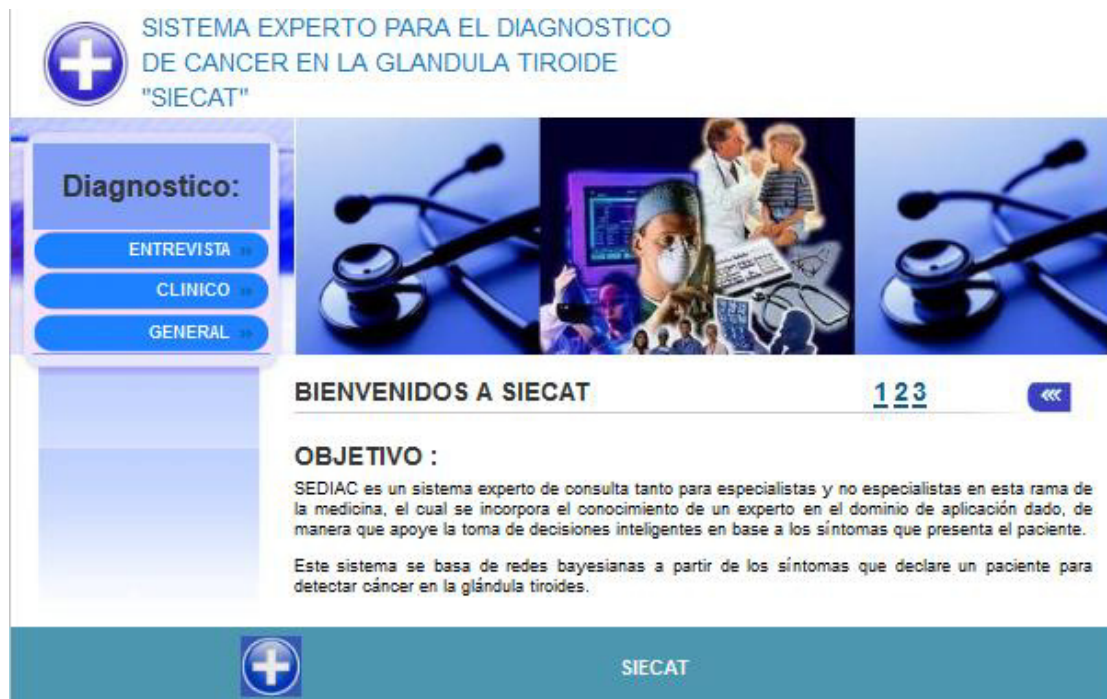 SISTEMA EXPERTO PARA EL DIAGNOSTICO
DE CANCER EN LA GLANDULA TIROIDE
"SIECAT"
Diagnostico:
ENTREVISTA »
CLINICO »
GENERAL »
BIENVENIDOS A SIECAT
1 2 3
OBJETIVO :
SEDIAC es un sistema experto de consulta tanto para especialistas y no especialistas en esta rama de
la medicina, el cual se incorpora el conocimiento de un experto en el dominio de aplicación dado, de
manera que apoye la toma de decisiones inteligentes en base a los síntomas que presenta el paciente.
Este sistema se basa de redes bayesianas a partir de los síntomas que declare un paciente para
detectar cáncer en la glándula tiroides.
SIECAT